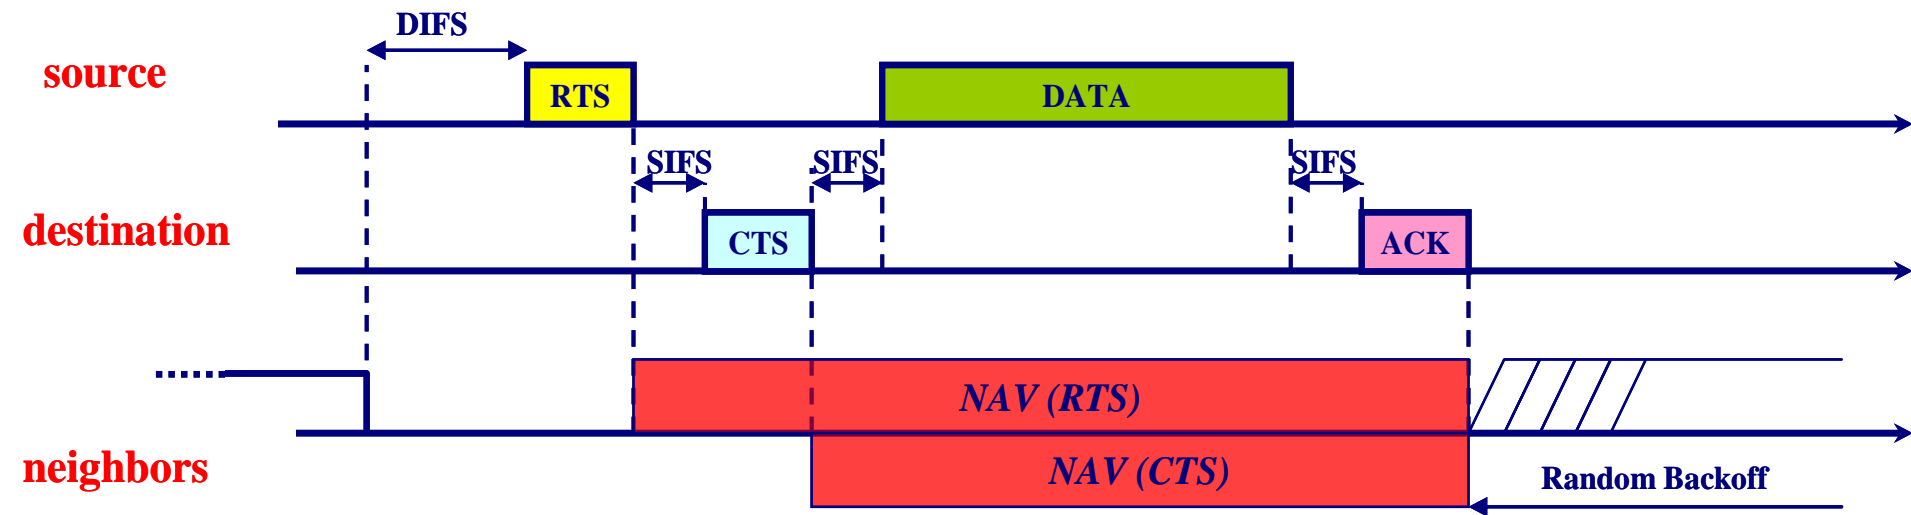 DIFS
source
RTS
DATA
SIFS
SIFS
SIFS
destination
CTS
ACK
NAV (RTS)
neighbors
NAV (CTS)
Random Backoff